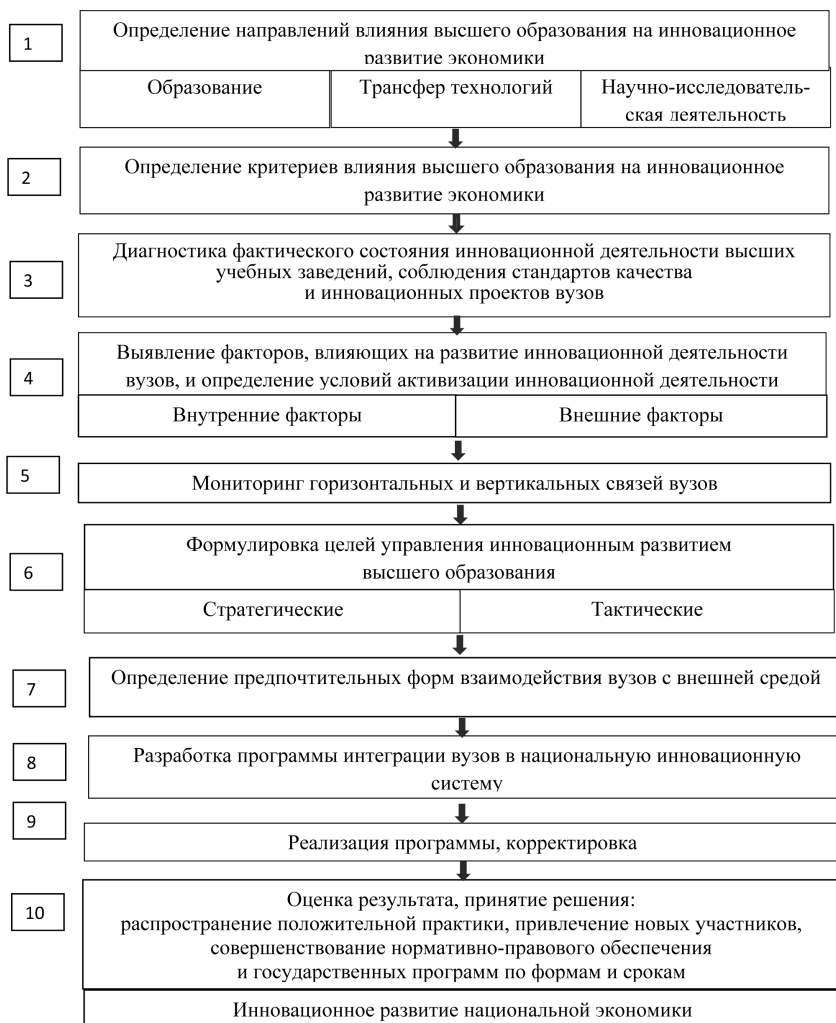 1
Определение направлений влияния высшего образования на инновационное
развитие экономики
Образование
Трансфер технологий
Научно-исследователь-
ская деятельность
2
Определение критериев влияния высшего образования на инновационное
развитие экономики
3
Диагностика фактического состояния инновационной деятельности высших
учебных заведений, соблюдения стандартов качества
и инновационных проектов вузов
4
Выявление факторов, влияющих на развитие инновационной деятельности
вузов, и определение условий активизации инновационной деятельности
Внутренние факторы
Внешние факторы
5
Мониторинг горизонтальных и вертикальных связей вузов
6
Формулировка целей управления инновационным развитием
высшего образования
Стратегические
Тактические
7
Определение предпочтительных форм взаимодействия вузов с внешней средой
8
Разработка программы интеграции вузов в национальную инновационную
систему
9
Реализация программы, корректировка
10
Оценка результата, принятие решения:
распространение положительной практики, привлечение новых участников,
совершенствование нормативно-правового обеспечения
и государственных программ по формам и срокам
Инновационное развитие национальной экономики